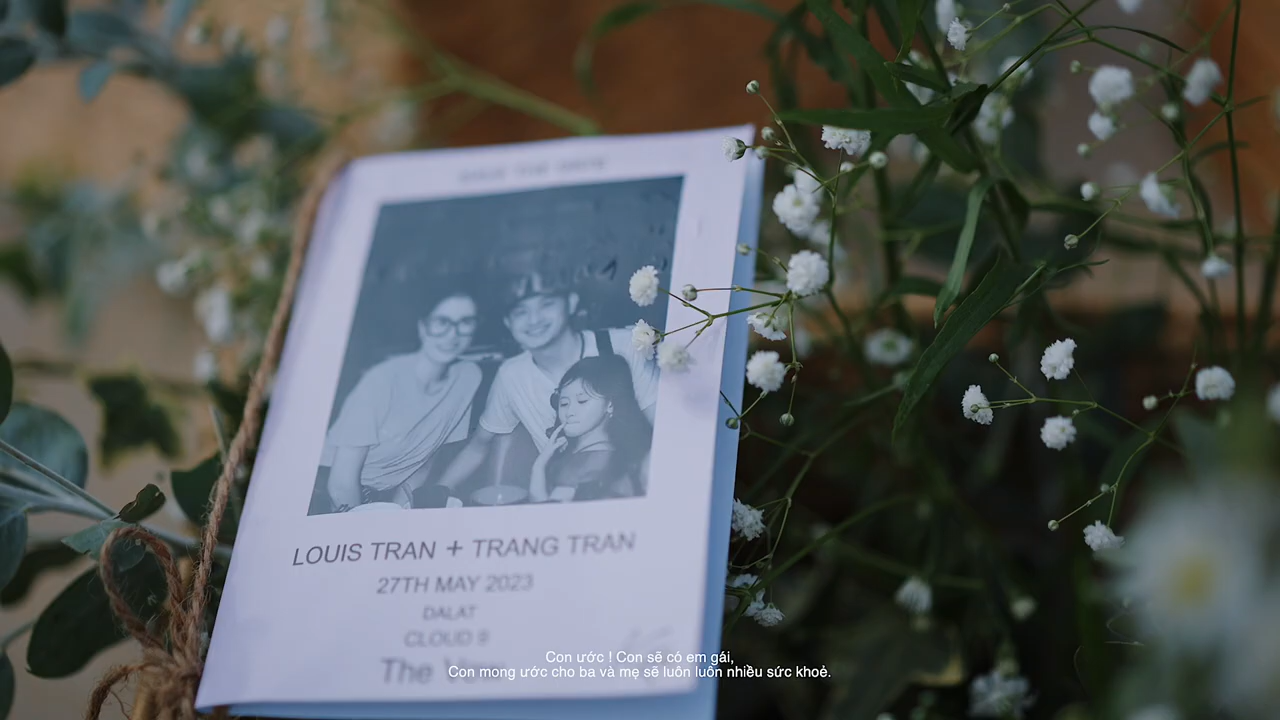 LOUIS TRAN + TRANG TRAN
27TH MAY 2023
DALAT
CLOUD 9
The
Con ước ! Con sẽ có em gái,
Con mong ước cho ba và mẹ sẽ luôn luôn nhiều sức khoẻ.